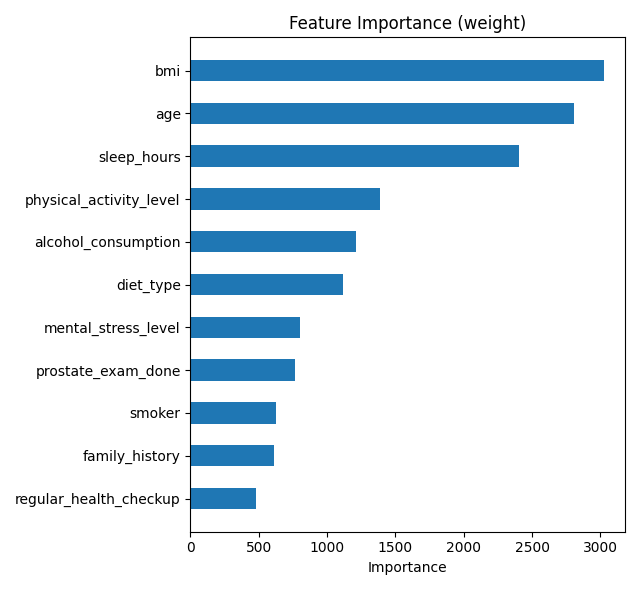 Feature Importance (weight)
bmi
age
sleep_hours
physical_activity_level
alcohol_consumption
diet_type
mental_stress_level
prostate_exam_done
smoker
family_history
regular_health_checkup
0 500 1000 1500 2000 2500 3000
Importance